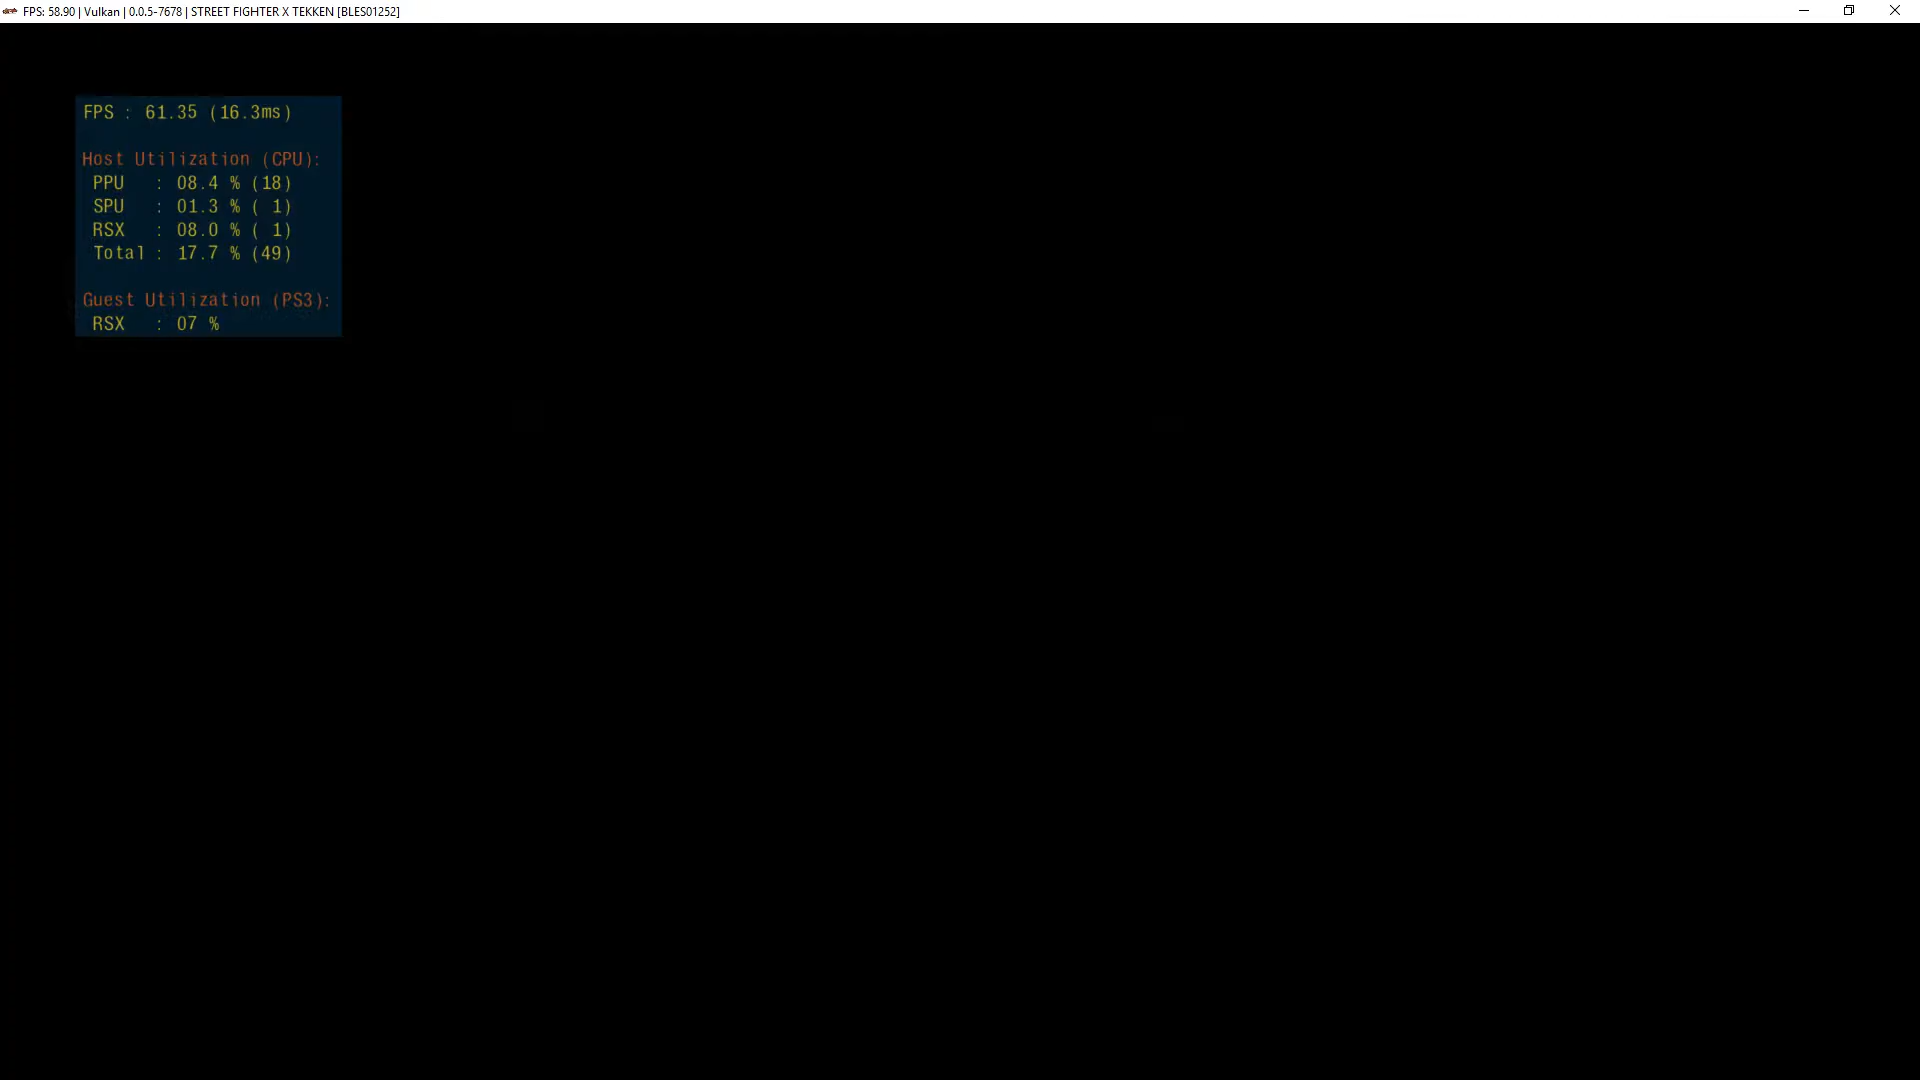 FPS: 58.90 | Vulkan | 0.0.5-7678 | STREET FIGHTER X TEKKEN [BLES01252]
FPS : 61.35 (16.3ms)
Host Utilization (CPU):
PPU : 08.4 % (18)
SPU : 01.3 % ( 1)
RSX : 08.0 % ( 1)
Total : 17.7 % (49)
Guest Utilization (PS3):
RSX : 07 %